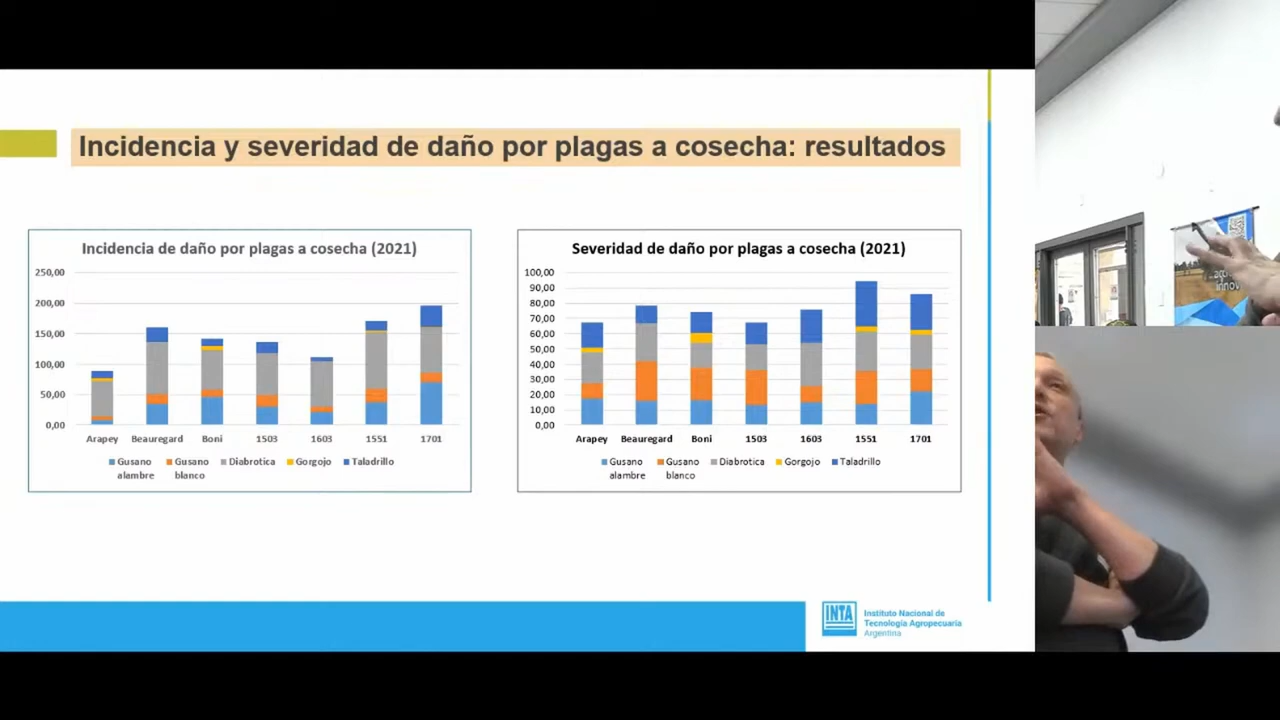 Incidencia y severidad de daño por plagas a cosecha: resultados
Incidencia de daño por plagas a cosecha (2021)
250,00
200,00
150,00
100,00
50,00
0,00
Arapey Beauregard Boni 1503 1603 1551 1701
Gusano alambre Gusano blanco Diabrotica Gorgojo Taladrillo
Severidad de daño por plagas a cosecha (2021)
100,00
90,00
80,00
70,00
60,00
50,00
40,00
30,00
20,00
10,00
0,00
Arapey Beauregard Boni 1503 1603 1551 1701
Gusano alambre Gusano blanco Diabrotica Gorgojo Taladrillo
INTA
Instituto Nacional de
Tecnología Agropecuaria
Argentina